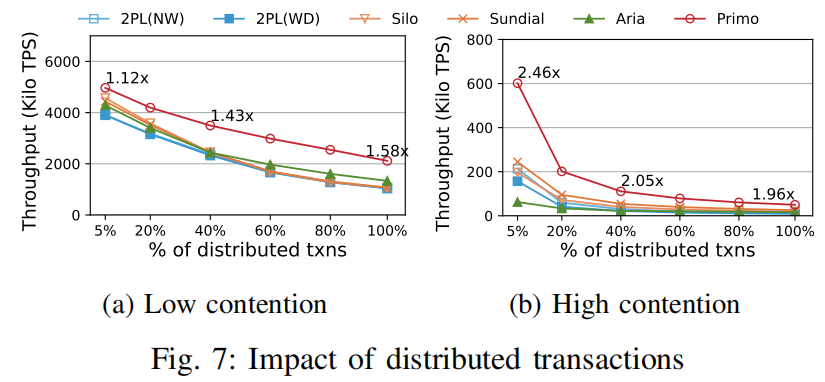 2PL(NW) 2PL(WD) Silo Sundial Aria Primo
Throughput (Kilo TPS)
6000
4000
2000
0
1.12x
1.43x
1.58x
5% 20% 40% 60% 80% 100%
% of distributed txns
(a) Low contention
Throughput (Kilo TPS)
800
600
400
200
0
2.46x
2.05x
1.96x
5% 20% 40% 60% 80% 100%
% of distributed txns
(b) High contention
Fig. 7: Impact of distributed transactions